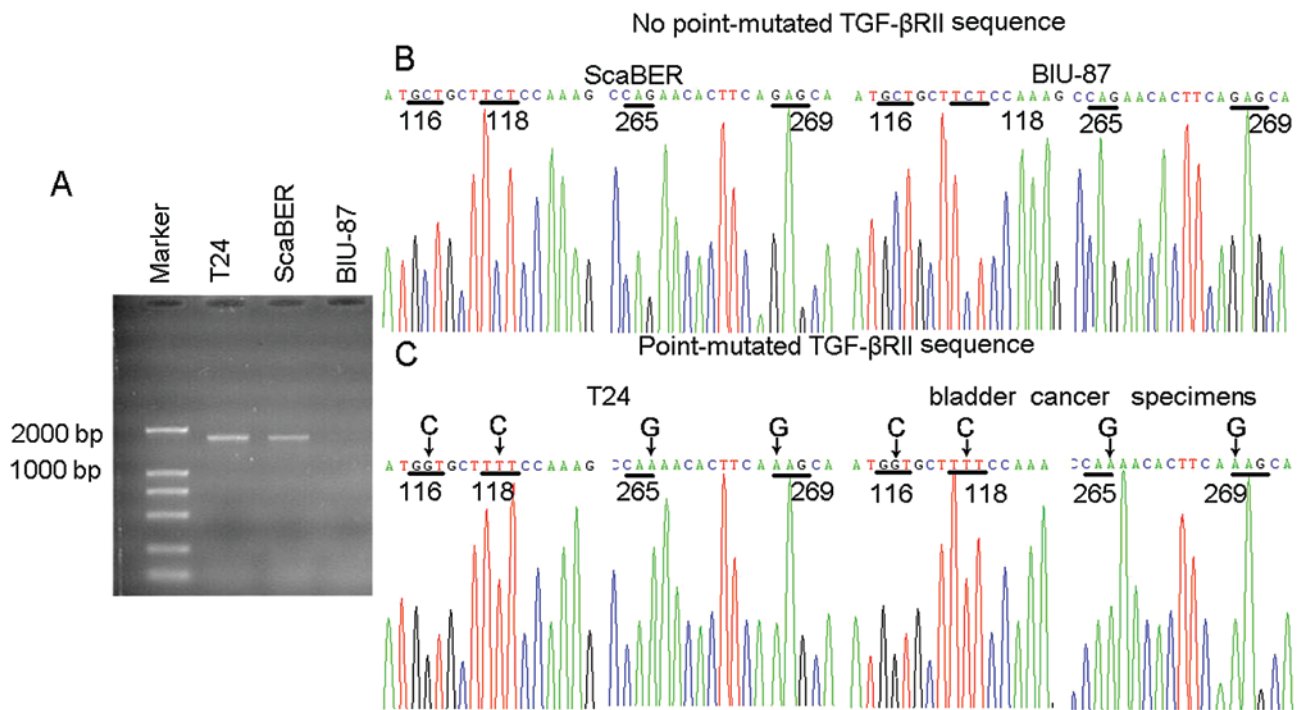 No point-mutated TGF-βRII sequence
B
ScaBER
BIU-87
ATGCTGCTTCTCCAAAG CCAGAACACTTCAGAGCA ATGCTGCTTCTCCAAAGCCAGAACACTTCAGAGCA
116 118 265 269 116 118 265 269
A
Marker
T24
ScaBER
BIU-87
2000 bp
1000 bp
Point-mutated TGF-βRII sequence
C
T24
bladder cancer specimens
C C G G C C G G
ATGGTGCTTTTCCAAAG CCAAAACACTTCAAAGCA ATGGTGCTTTTCCAAA CCAAAACACTTCAAAGCA
116 118 265 269 116 118 265 269